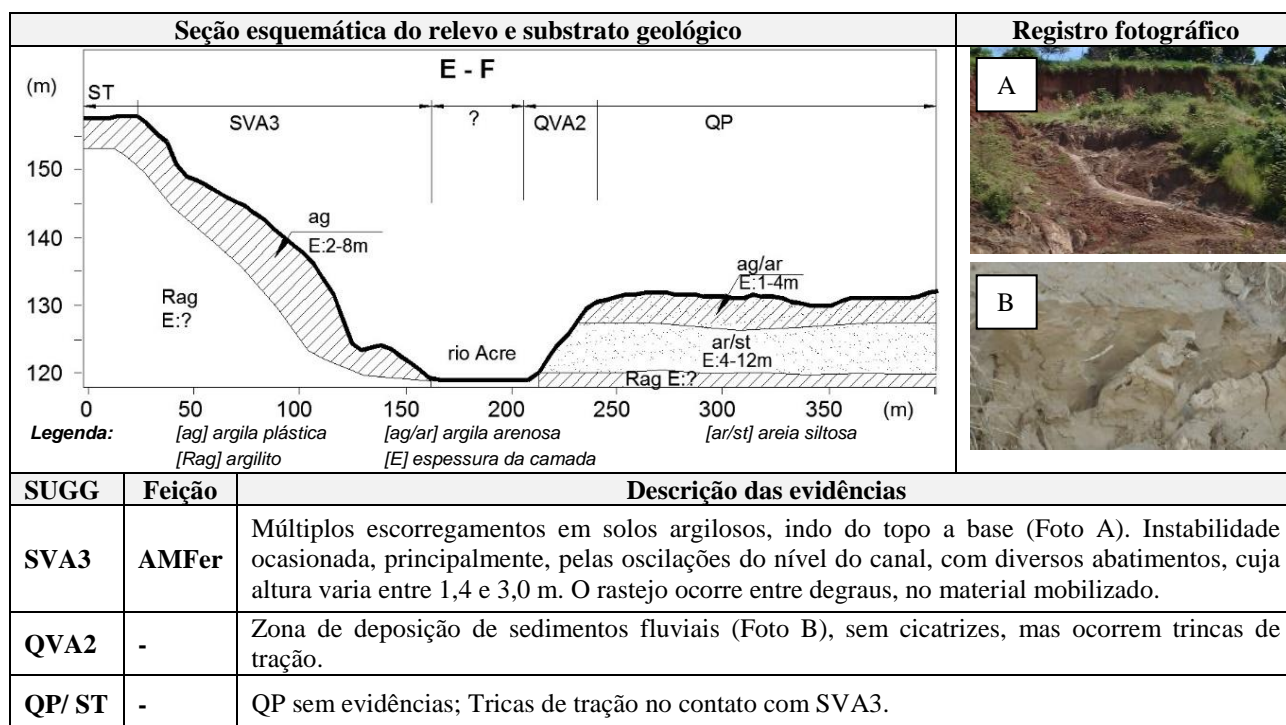 Seção esquemática do relevo e substrato geológico
Registro fotográfico
E - F
(m)
ST
SVA3
?
QVA2
QP
150
140
130
120
ag
E:2-8m
Rag
E:?
rio Acre
ag/ar
E:1-4m
ar/st
E:4-12m
Rag E:?
0 50 100 150 200 250 300 350 (m)
Legenda: [ag] argila plástica [ag/ar] argila arenosa [ar/st] areia siltosa
[Rag] argilito [E] espessura da camada
A
B
SUGG Feição Descrição das evidências
SVA3 AMFer
Múltiplos escorregamentos em solos argilosos, indo do topo a base (Foto A). Instabilidade
ocasionada, principalmente, pelas oscilações do nível do canal, com diversos abatimentos, cuja
altura varia entre 1,4 e 3,0 m. O rastejo ocorre entre degraus, no material mobilizado.
QVA2 -
Zona de deposição de sedimentos fluviais (Foto B), sem cicatrizes, mas ocorrem trincas de
tração.
QP/ ST - QP sem evidências; Tricas de tração no contato com SVA3.